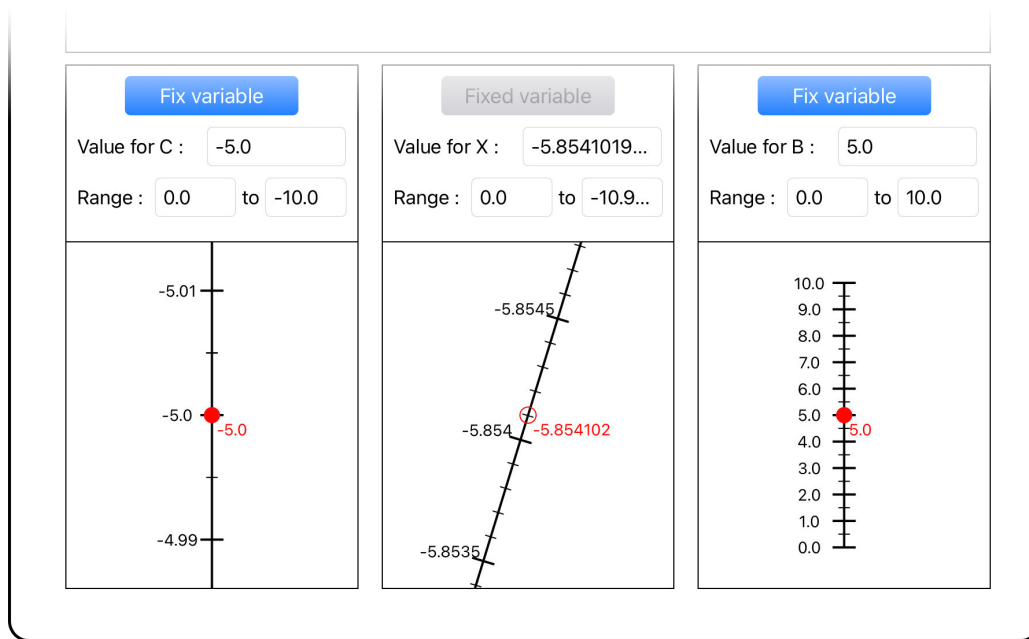 Fix variable
Value for C : -5.0
Range : 0.0 to -10.0
-5.01
-5.0
-5.0
-4.99
Fixed variable
Value for X : -5.8541019...
Range : 0.0 to -10.9...
-5.8545
-5.854
-5.854102
-5.8535
Fix variable
Value for B : 5.0
Range : 0.0 to 10.0
10.0
9.0
8.0
7.0
6.0
5.0
5.0
4.0
3.0
2.0
1.0
0.0